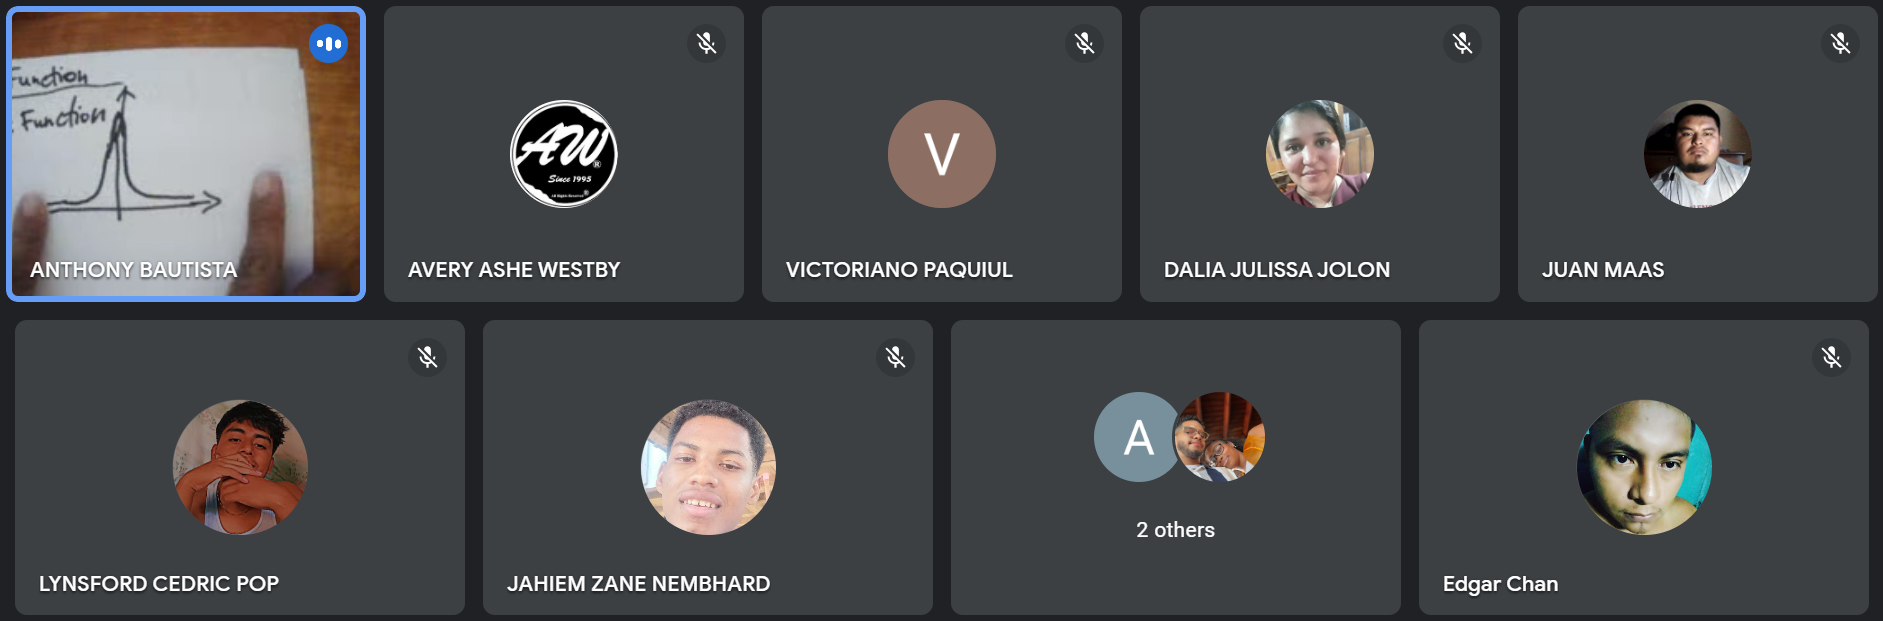 Function
Function
ANTHONY BAUTISTA
AW
Since 1995
AVERY ASHE WESTBY
V
VICTORIANO PAQUIUL
DALIA JULISSA JOLON
JUAN MAAS
LYNSFORD CEDRIC POP
JAHIEM ZANE NEMBHARD
A
2 others
Edgar Chan